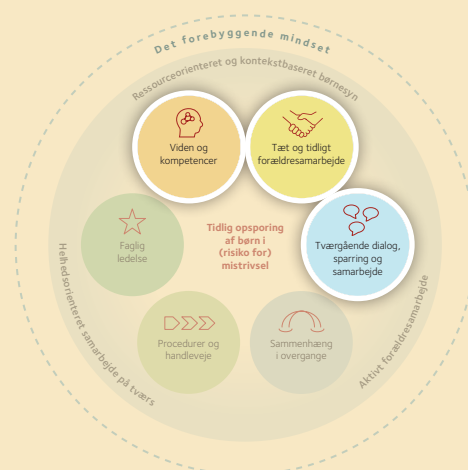 Det forebyggende mindset
Ressourceorienteret og kontekstbaseret børnesyn
Viden og
kompetencer
Tæt og tidligt
forældresamarbejde
Faglig
ledelse
Tidlig opsporing
af børn i
(risiko for)
mistrivsel
Tværgående dialog,
sparring og
samarbejde
Procedurer og
handleveje
Sammenhæng
i overgange
Helhedsorienteret samarbejde på tværs
Aktivt forældresamarbejde